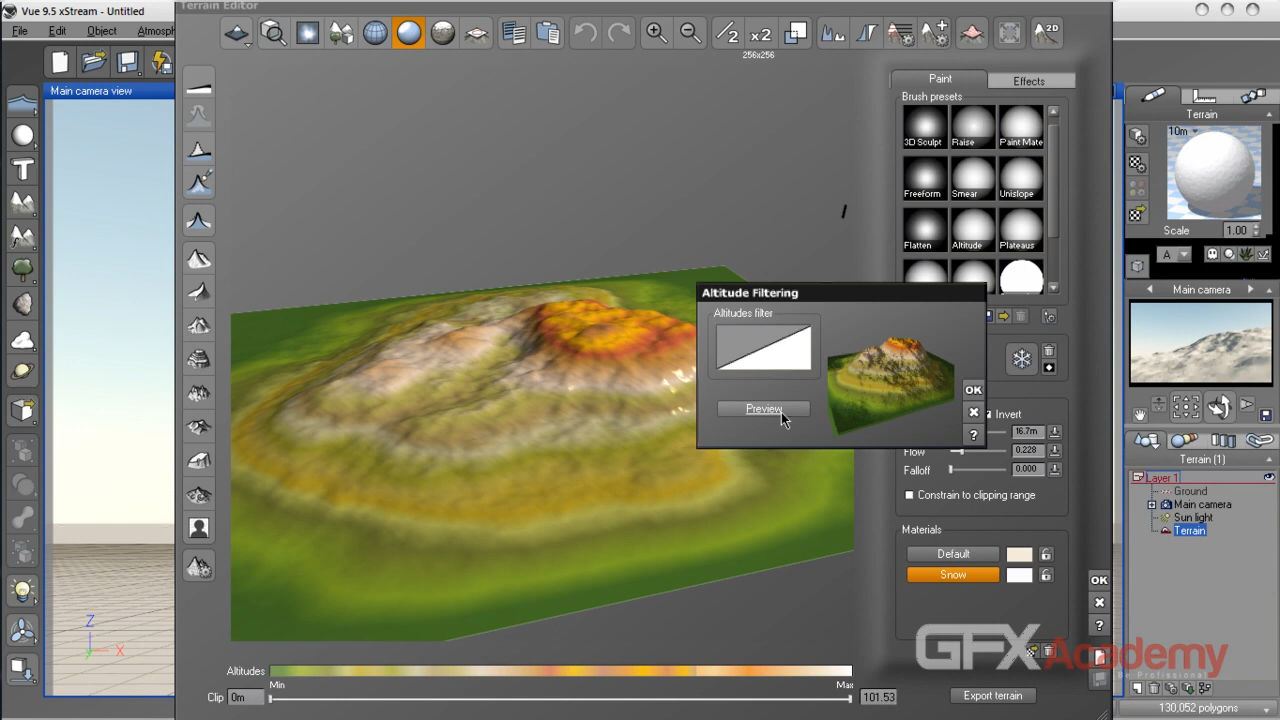 Vue 9.5 xStream - Untitled
Terrain Editor
File Edit Object Atmosph
256x256
Main camera view
Paint Effects
Brush presets
3D Sculpt Raise Paint Mate
Freeform Smear Unislope
Flatten Altitude Plateaus
Altitude Filtering
Altitudes filter
Preview
OK
?
Invert
16.7m
Flow 0.228
Falloff 0.000
Constrain to clipping range
Materials
Default
Snow
OK
?
Altitudes
Min Max
Clip 0m 101.53
Export terrain
Terrain
10m
Scale 1.00
A
Main camera
Terrain (1)
Layer 1
Ground
Main camera
Sun light
Terrain
130,052 polygons
Z
X
Y
GFXAcademy